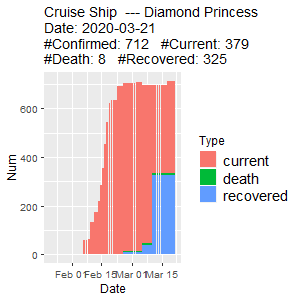 Cruise Ship  --- Diamond Princess
Date: 2020-03-21
#Confirmed: 712   #Current: 379
#Death: 8   #Recovered: 325
600
400
200
0
Num
Feb 01
Feb 15
Mar 01
Mar 15
Date
Type
current
death
recovered